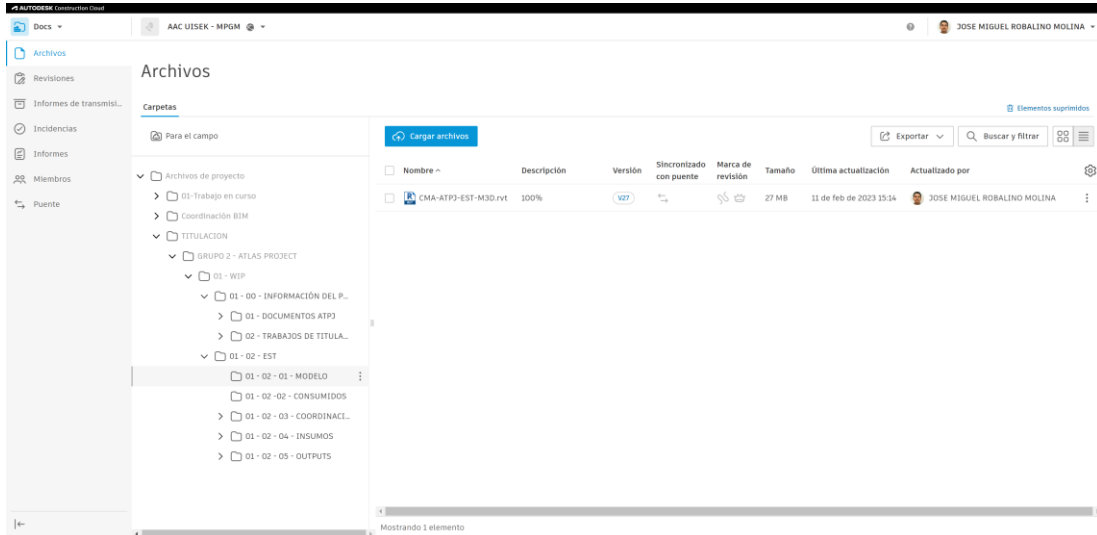 AUTODESK Construction Cloud
Docs
AAC UISEK - MPGM
JOSE MIGUEL ROBALINO MOLINA
Archivos
Revisiones
Informes de transmisi...
Incidencias
Informes
Miembros
Puente
Archivos
Carpetas
Elementos suprimidos
Para el campo
Cargar archivos
Exportar
Buscar y filtrar
Archivos de proyecto
01-Trabajo en curso
Coordinación BIM
TITULACION
GRUPO 2 - ATLAS PROJECT
01 - WIP
01 - 00 - INFORMACIÓN DEL P...
01 - DOCUMENTOS ATPJ
02 - TRABAJOS DE TITULA...
01 - 02 - EST
01 - 02 - 01 - MODELO
01 - 02 -02 - CONSUMIDOS
01 - 02 - 03 - COORDINACI...
01 - 02 - 04 - INSUMOS
01 - 02 - 05 - OUTPUTS
Nombre Descripción Versión Sincronizado con puente Marca de revisión Tamaño Última actualización Actualizado por
CMA-ATPJ-EST-M3D.rvt 100% V27 27 MB 11 de feb de 2023 15:14 JOSE MIGUEL ROBALINO MOLINA
Mostrando 1 elemento